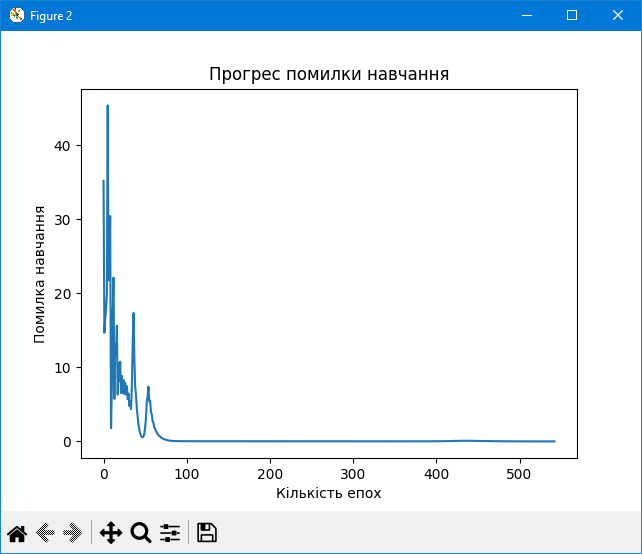 Figure 2
Прогрес помилки навчання
Помилка навчання
40
30
20
10
0
0 100 200 300 400 500
Кількість епох